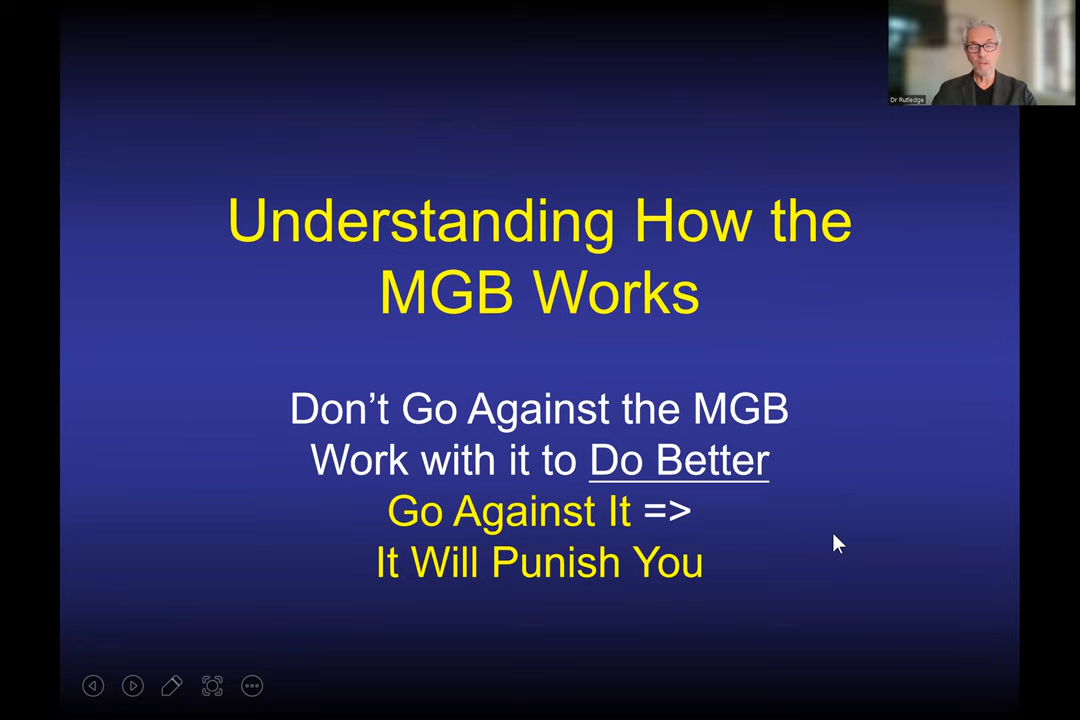 Dr Rutledge
Understanding How the
MGB Works
Don’t Go Against the MGB
Work with it to Do Better
Go Against It =>
It Will Punish You